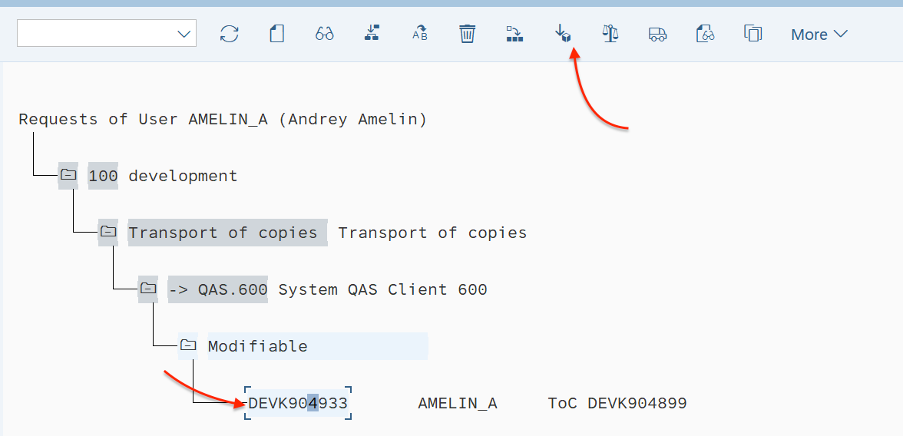 More
Requests of User AMELIN_A (Andrey Amelin)
100 development
Transport of copies Transport of copies
-> QAS.600 System QAS Client 600
Modifiable
DEVK904933 AMELIN_A ToC DEVK904899